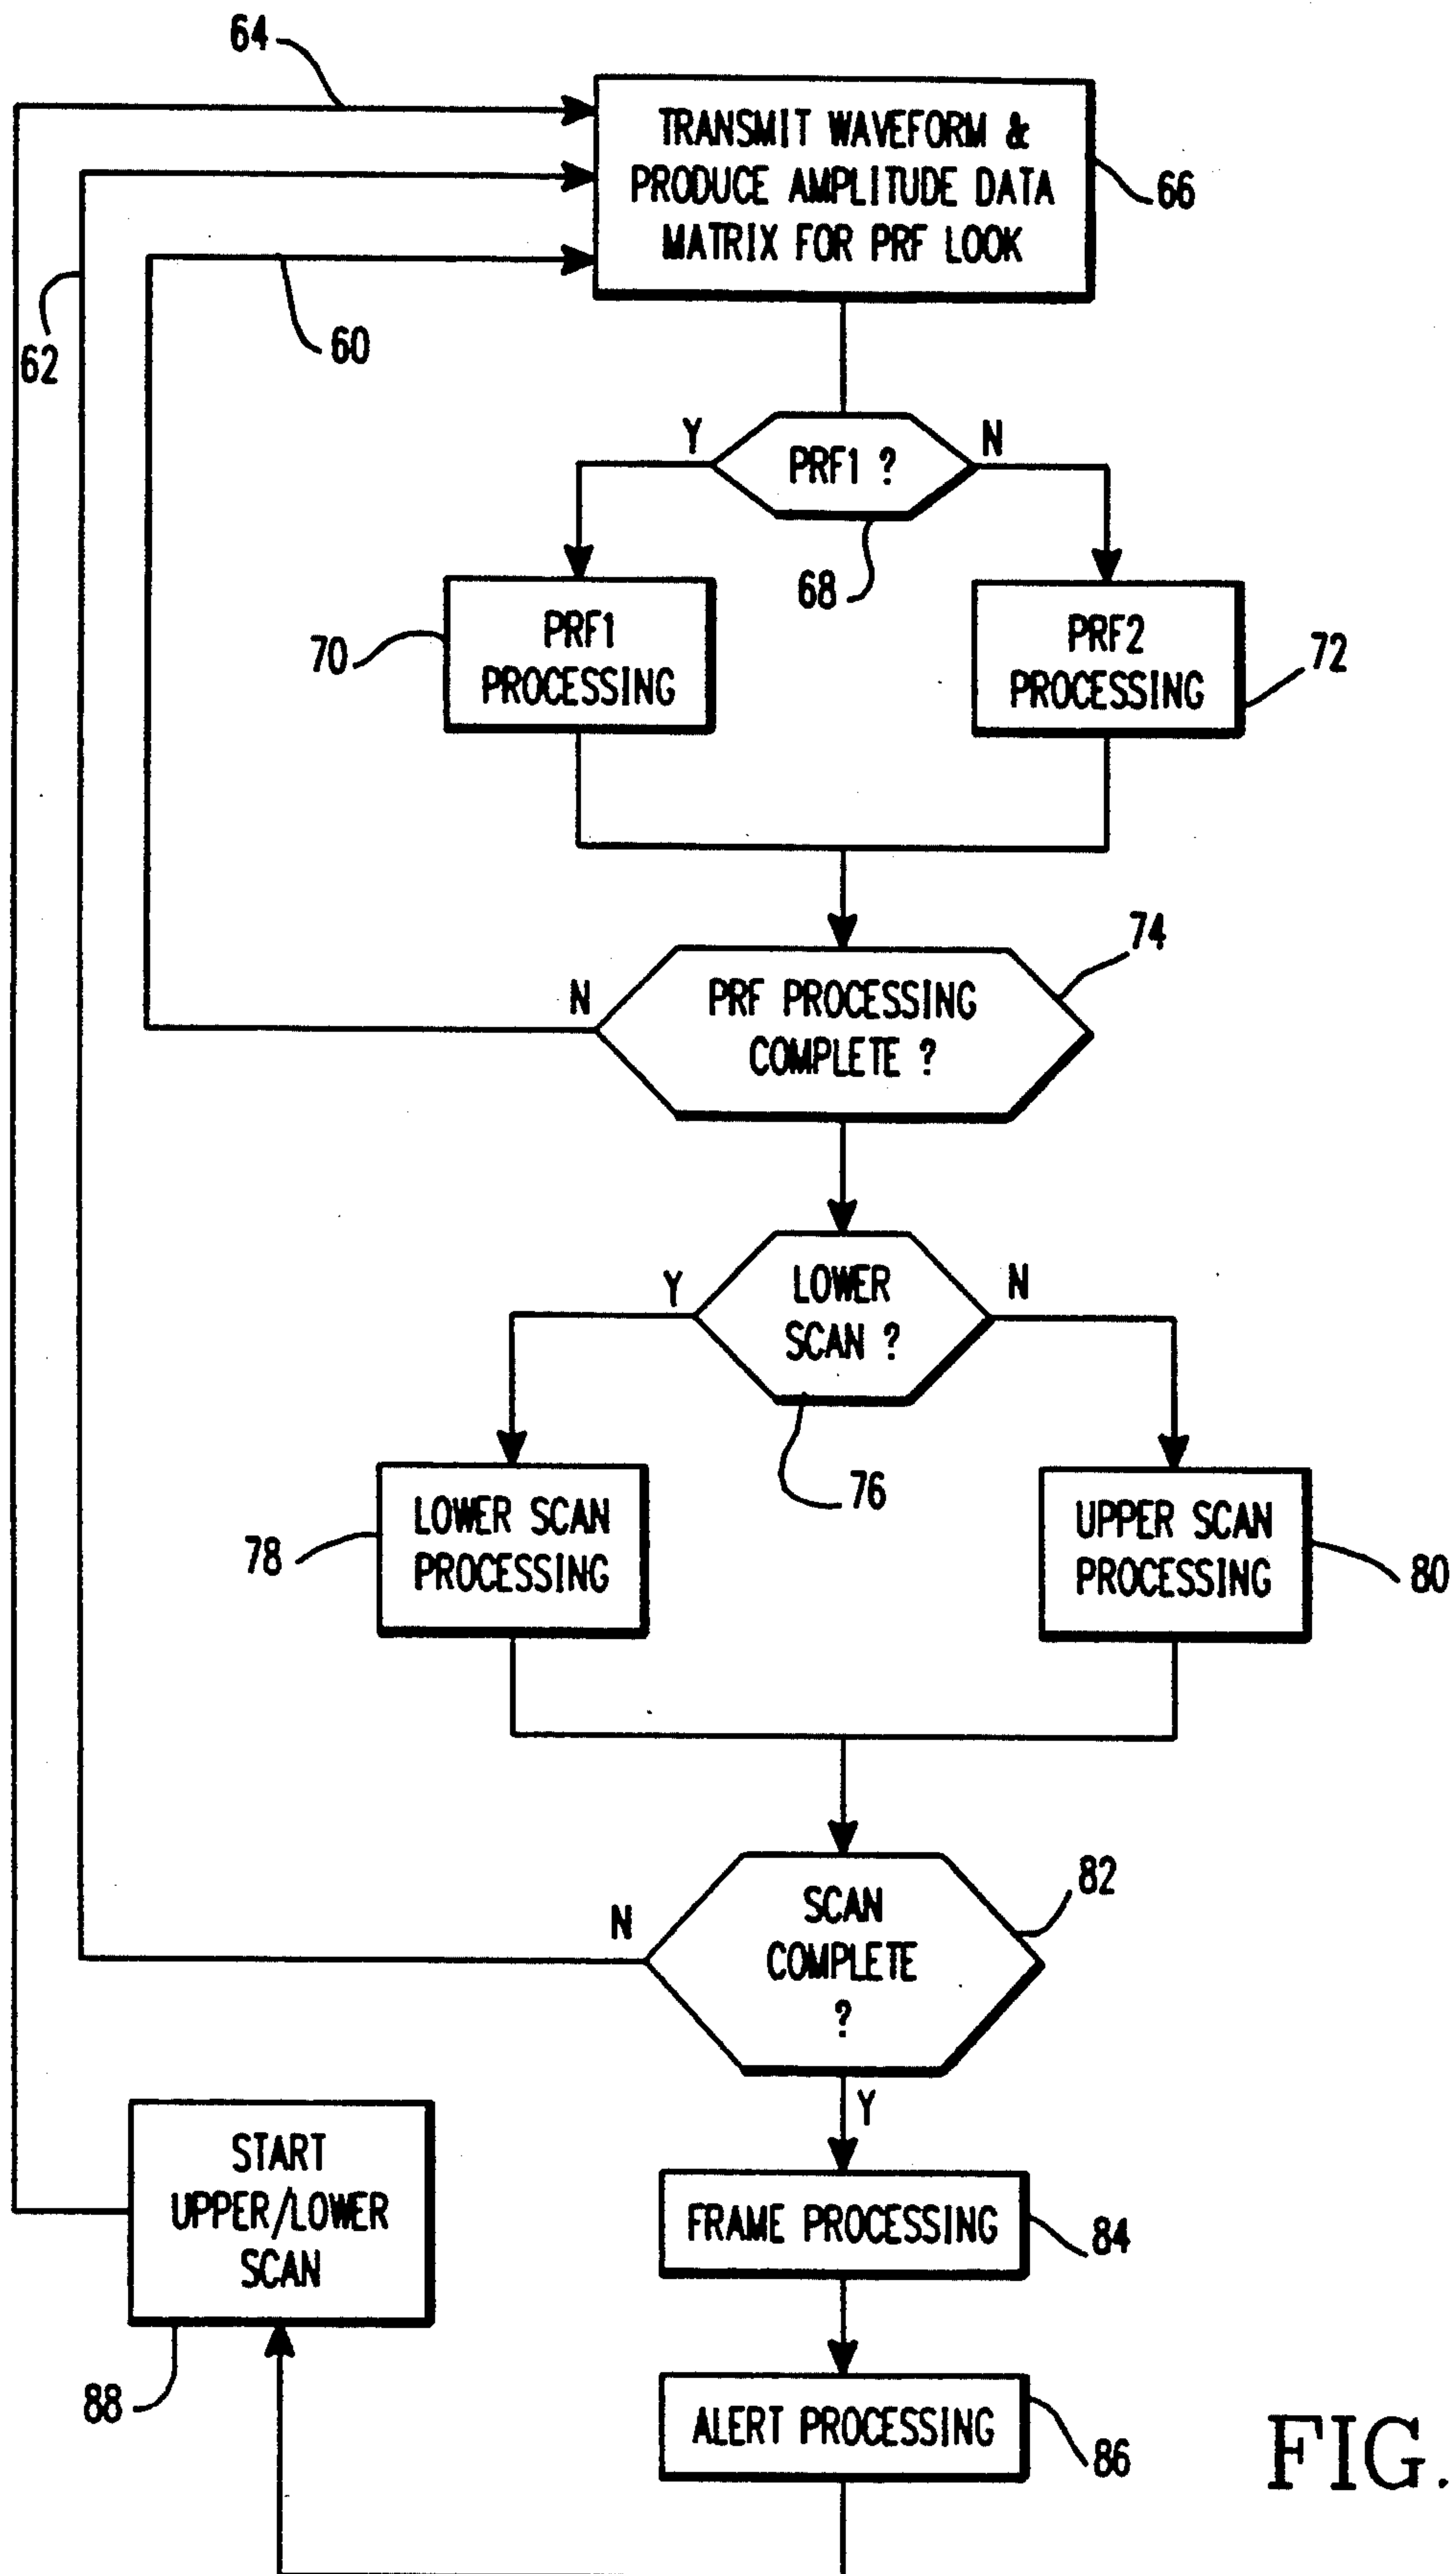 64
TRANSMIT WAVEFORM &
PRODUCE AMPLITUDE DATA
MATRIX FOR PRF LOOK
66
62
60
Y
PRF1 ?
N
68
PRF1
PROCESSING
70
PRF2
PROCESSING
72
74
N
PRF PROCESSING
COMPLETE ?
Y
LOWER
SCAN ?
N
76
LOWER SCAN
PROCESSING
78
UPPER SCAN
PROCESSING
80
82
N
SCAN
COMPLETE
?
Y
START
UPPER/LOWER
SCAN
88
FRAME PROCESSING
84
ALERT PROCESSING
86
FIG.